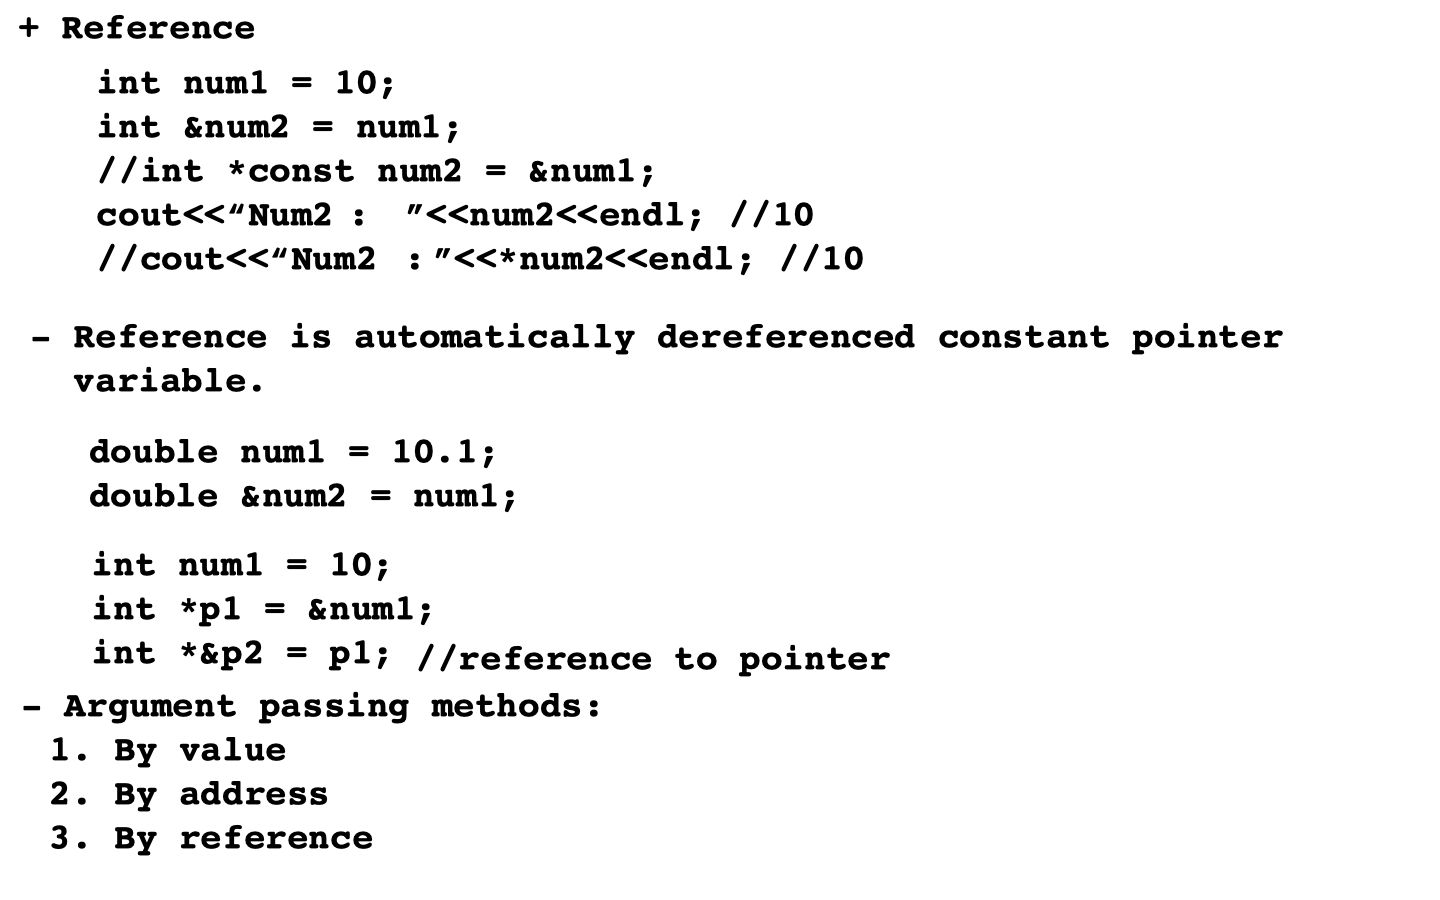 + Reference
int num1 = 10;
int &num2 = num1;
//int *const num2 = &num1;
cout<<“Num2 :  ”<<num2<<endl; //10
//cout<<“Num2 :”<<*num2<<endl; //10
- Reference is automatically dereferenced constant pointer
variable.
double num1 = 10.1;
double &num2 = num1;
int num1 = 10;
int *p1 = &num1;
int *&p2 = p1; //reference to pointer
- Argument passing methods:
1. By value
2. By address
3. By reference